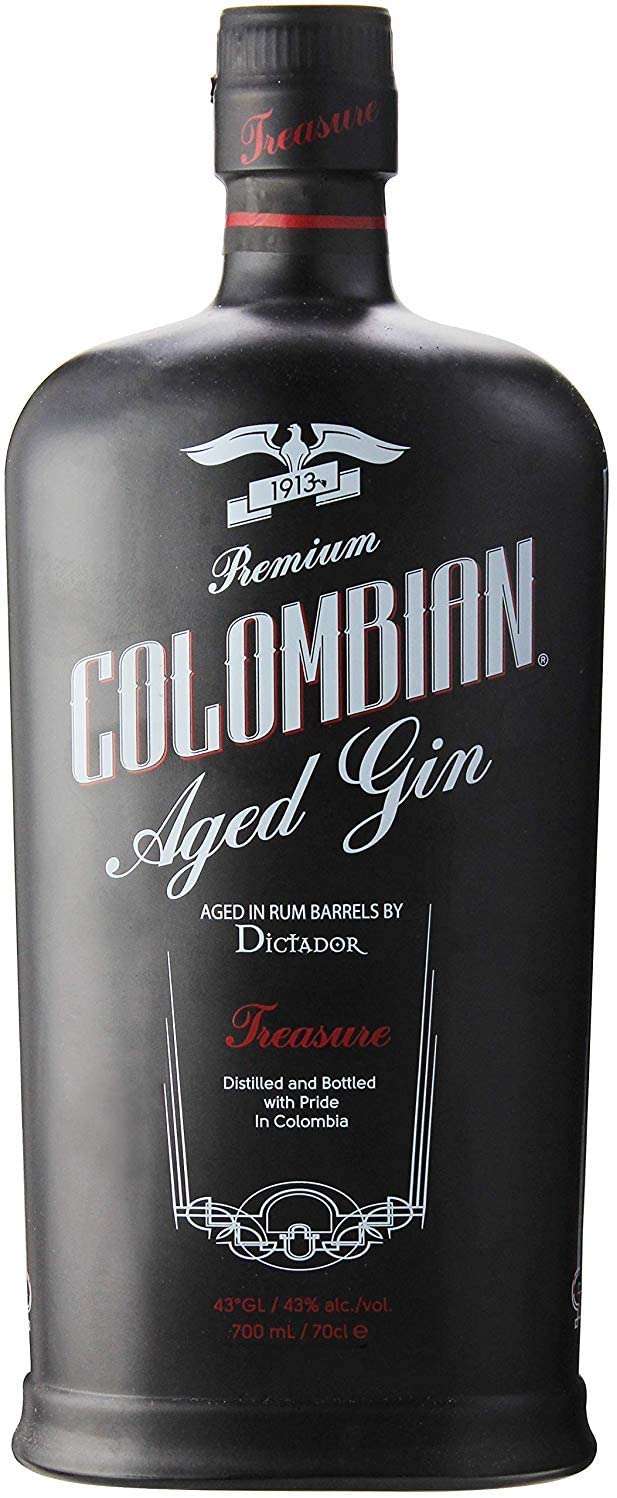 Treasure
1913
Premium
COLOMBIAN®
Aged Gin
AGED IN RUM BARRELS BY
DICTADOR
Treasure
Distilled and Bottled
with Pride
In Colombia
43°GL / 43% alc./vol.
700 mL / 70cl ℮